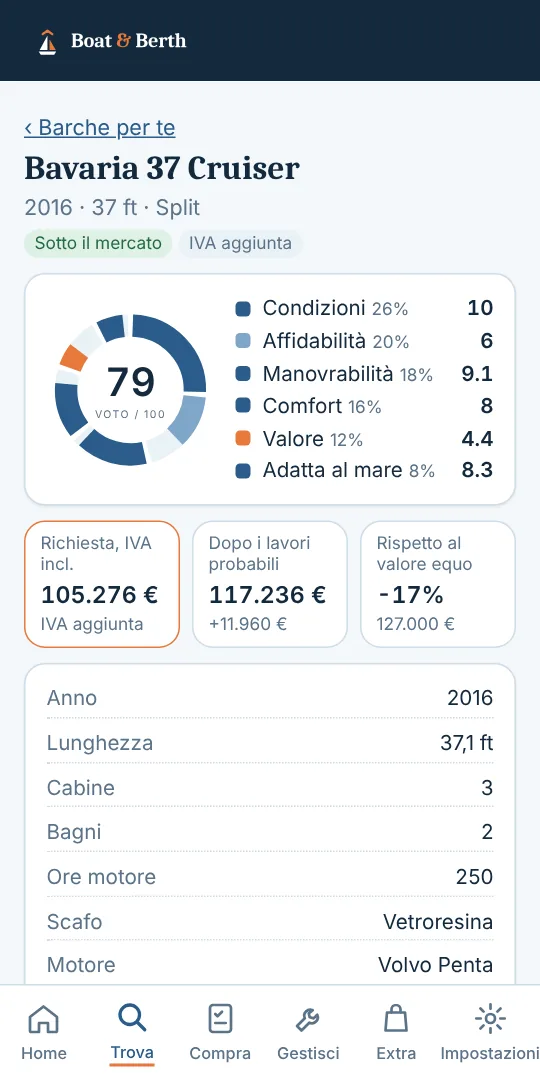 Boat & Berth
‹ Barche per te
Bavaria 37 Cruiser
2016 · 37 ft · Split
Sotto il mercato
IVA aggiunta
79
VOTO / 100
Condizioni 26% 10
Affidabilità 20% 6
Manovrabilità 18% 9.1
Comfort 16% 8
Valore 12% 4.4
Adatta al mare 8% 8.3
Richiesta, IVA
incl.
105.276 €
IVA aggiunta
Dopo i lavori
probabili
117.236 €
+11.960 €
Rispetto al
valore equo
-17%
127.000 €
Anno 2016
Lunghezza 37,1 ft
Cabine 3
Bagni 2
Ore motore 250
Scafo Vetroresina
Motore Volvo Penta
Home
Trova
Compra
Gestisci
Extra
Impostazioni